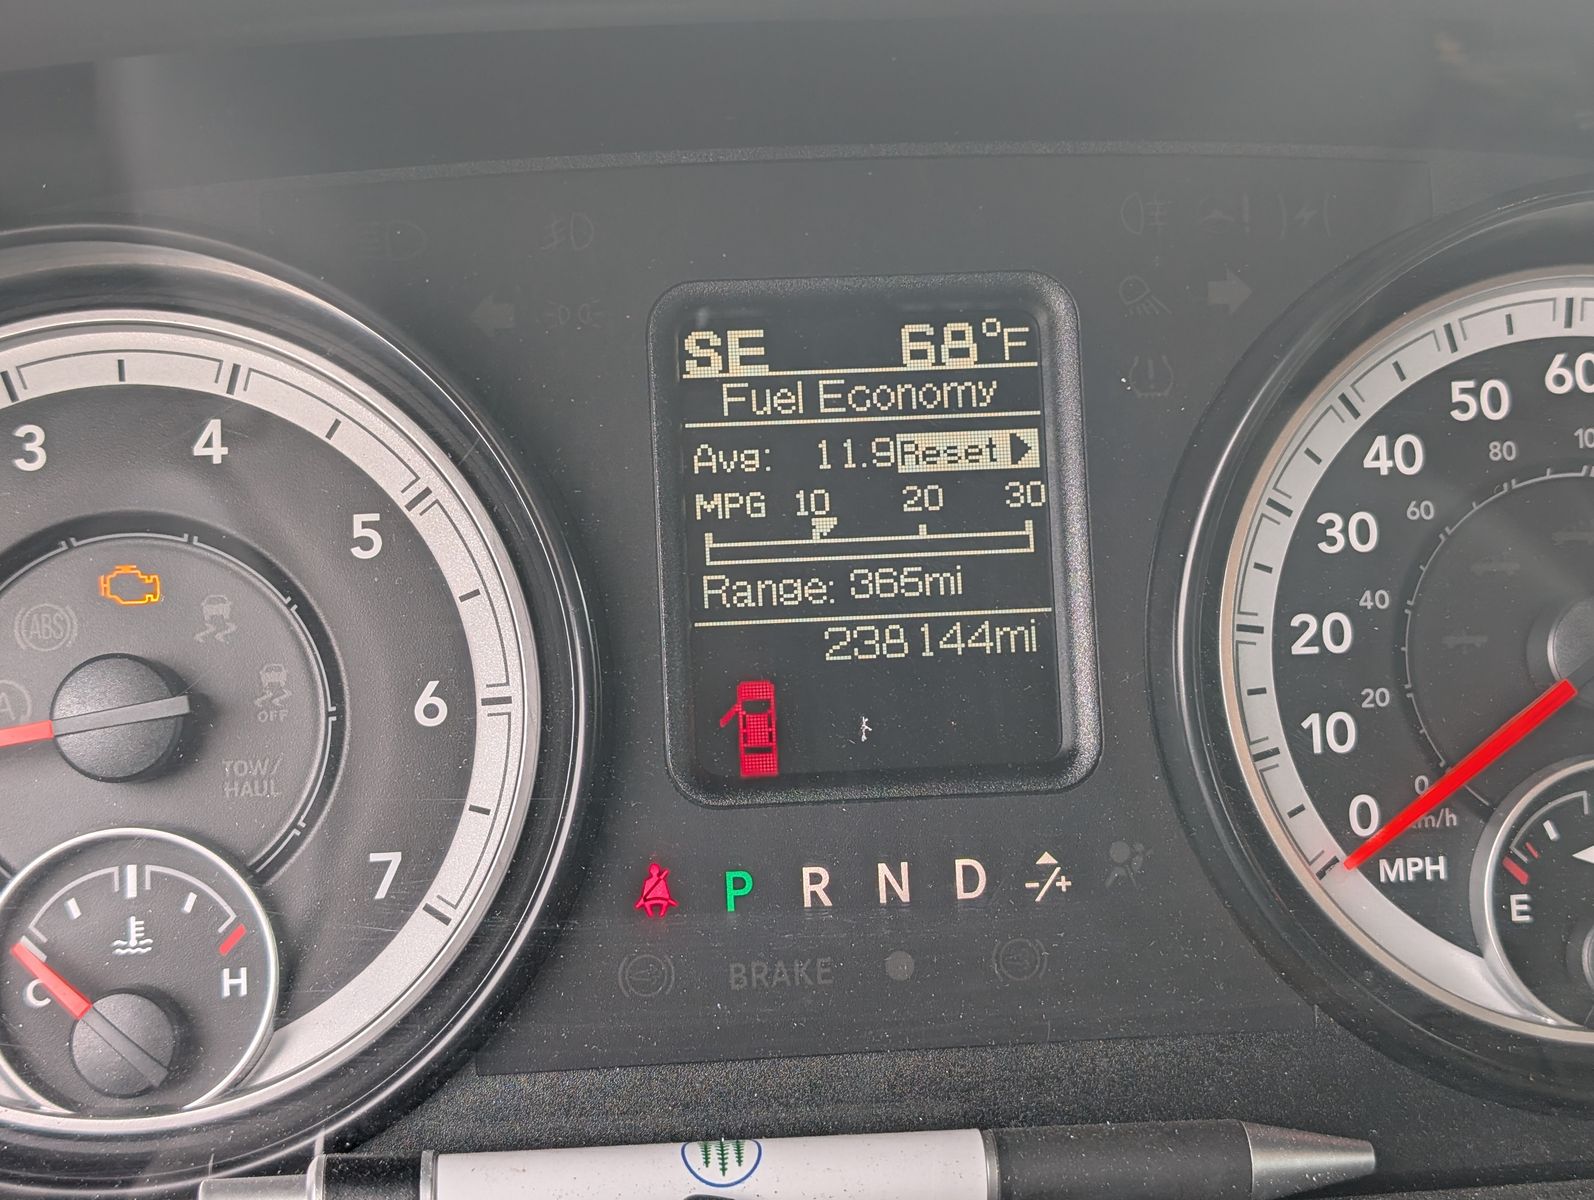 3
4
5
6
7
ABS
A
OFF
TOW/
HAUL
C
H
SE 68°F
Fuel Economy
Avg: 11.9 Reset
MPG 10 20 30
Range: 365mi
238144mi
P R N D -/+
BRAKE
60
50
40
30
20
10
0
80
60
40
20
0
km/h
MPH
E